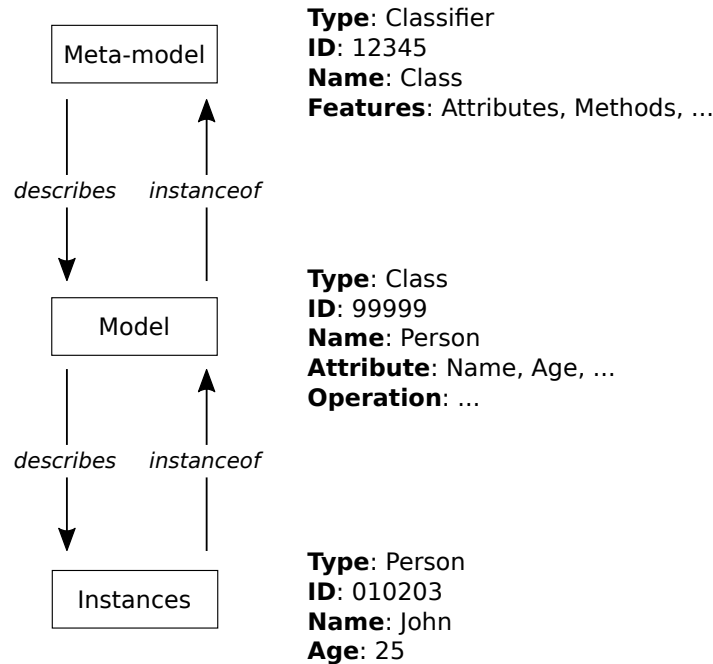 Meta-model
Type: Classifier
ID: 12345
Name: Class
Features: Attributes, Methods, ...
describes
instanceof
Model
Type: Class
ID: 99999
Name: Person
Attribute: Name, Age, ...
Operation: ...
describes
instanceof
Instances
Type: Person
ID: 010203
Name: John
Age: 25